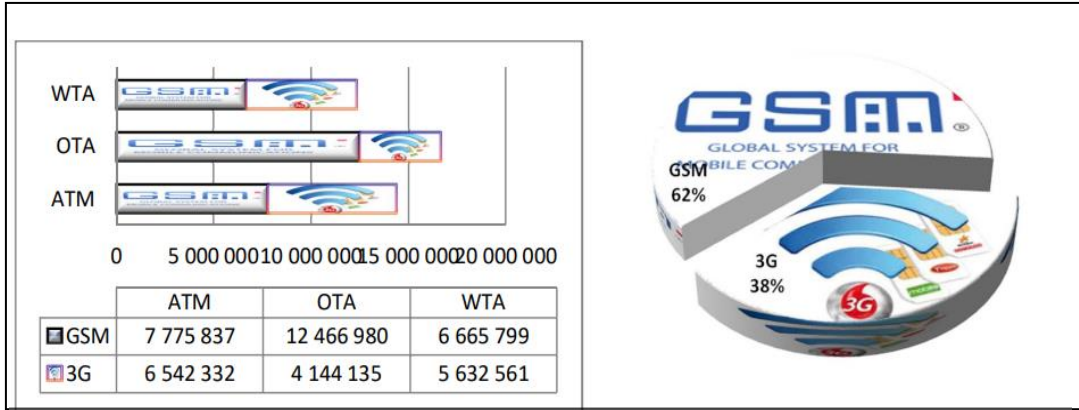 WTA
OTA
ATM
0 5 000 000 10 000 000 15 000 000 20 000 000
ATM OTA WTA
GSM 7 775 837 12 466 980 6 665 799
3G 6 542 332 4 144 135 5 632 561
GSM
GLOBAL SYSTEM FOR
MOBILE COM
GSM
62%
3G
38%
3G